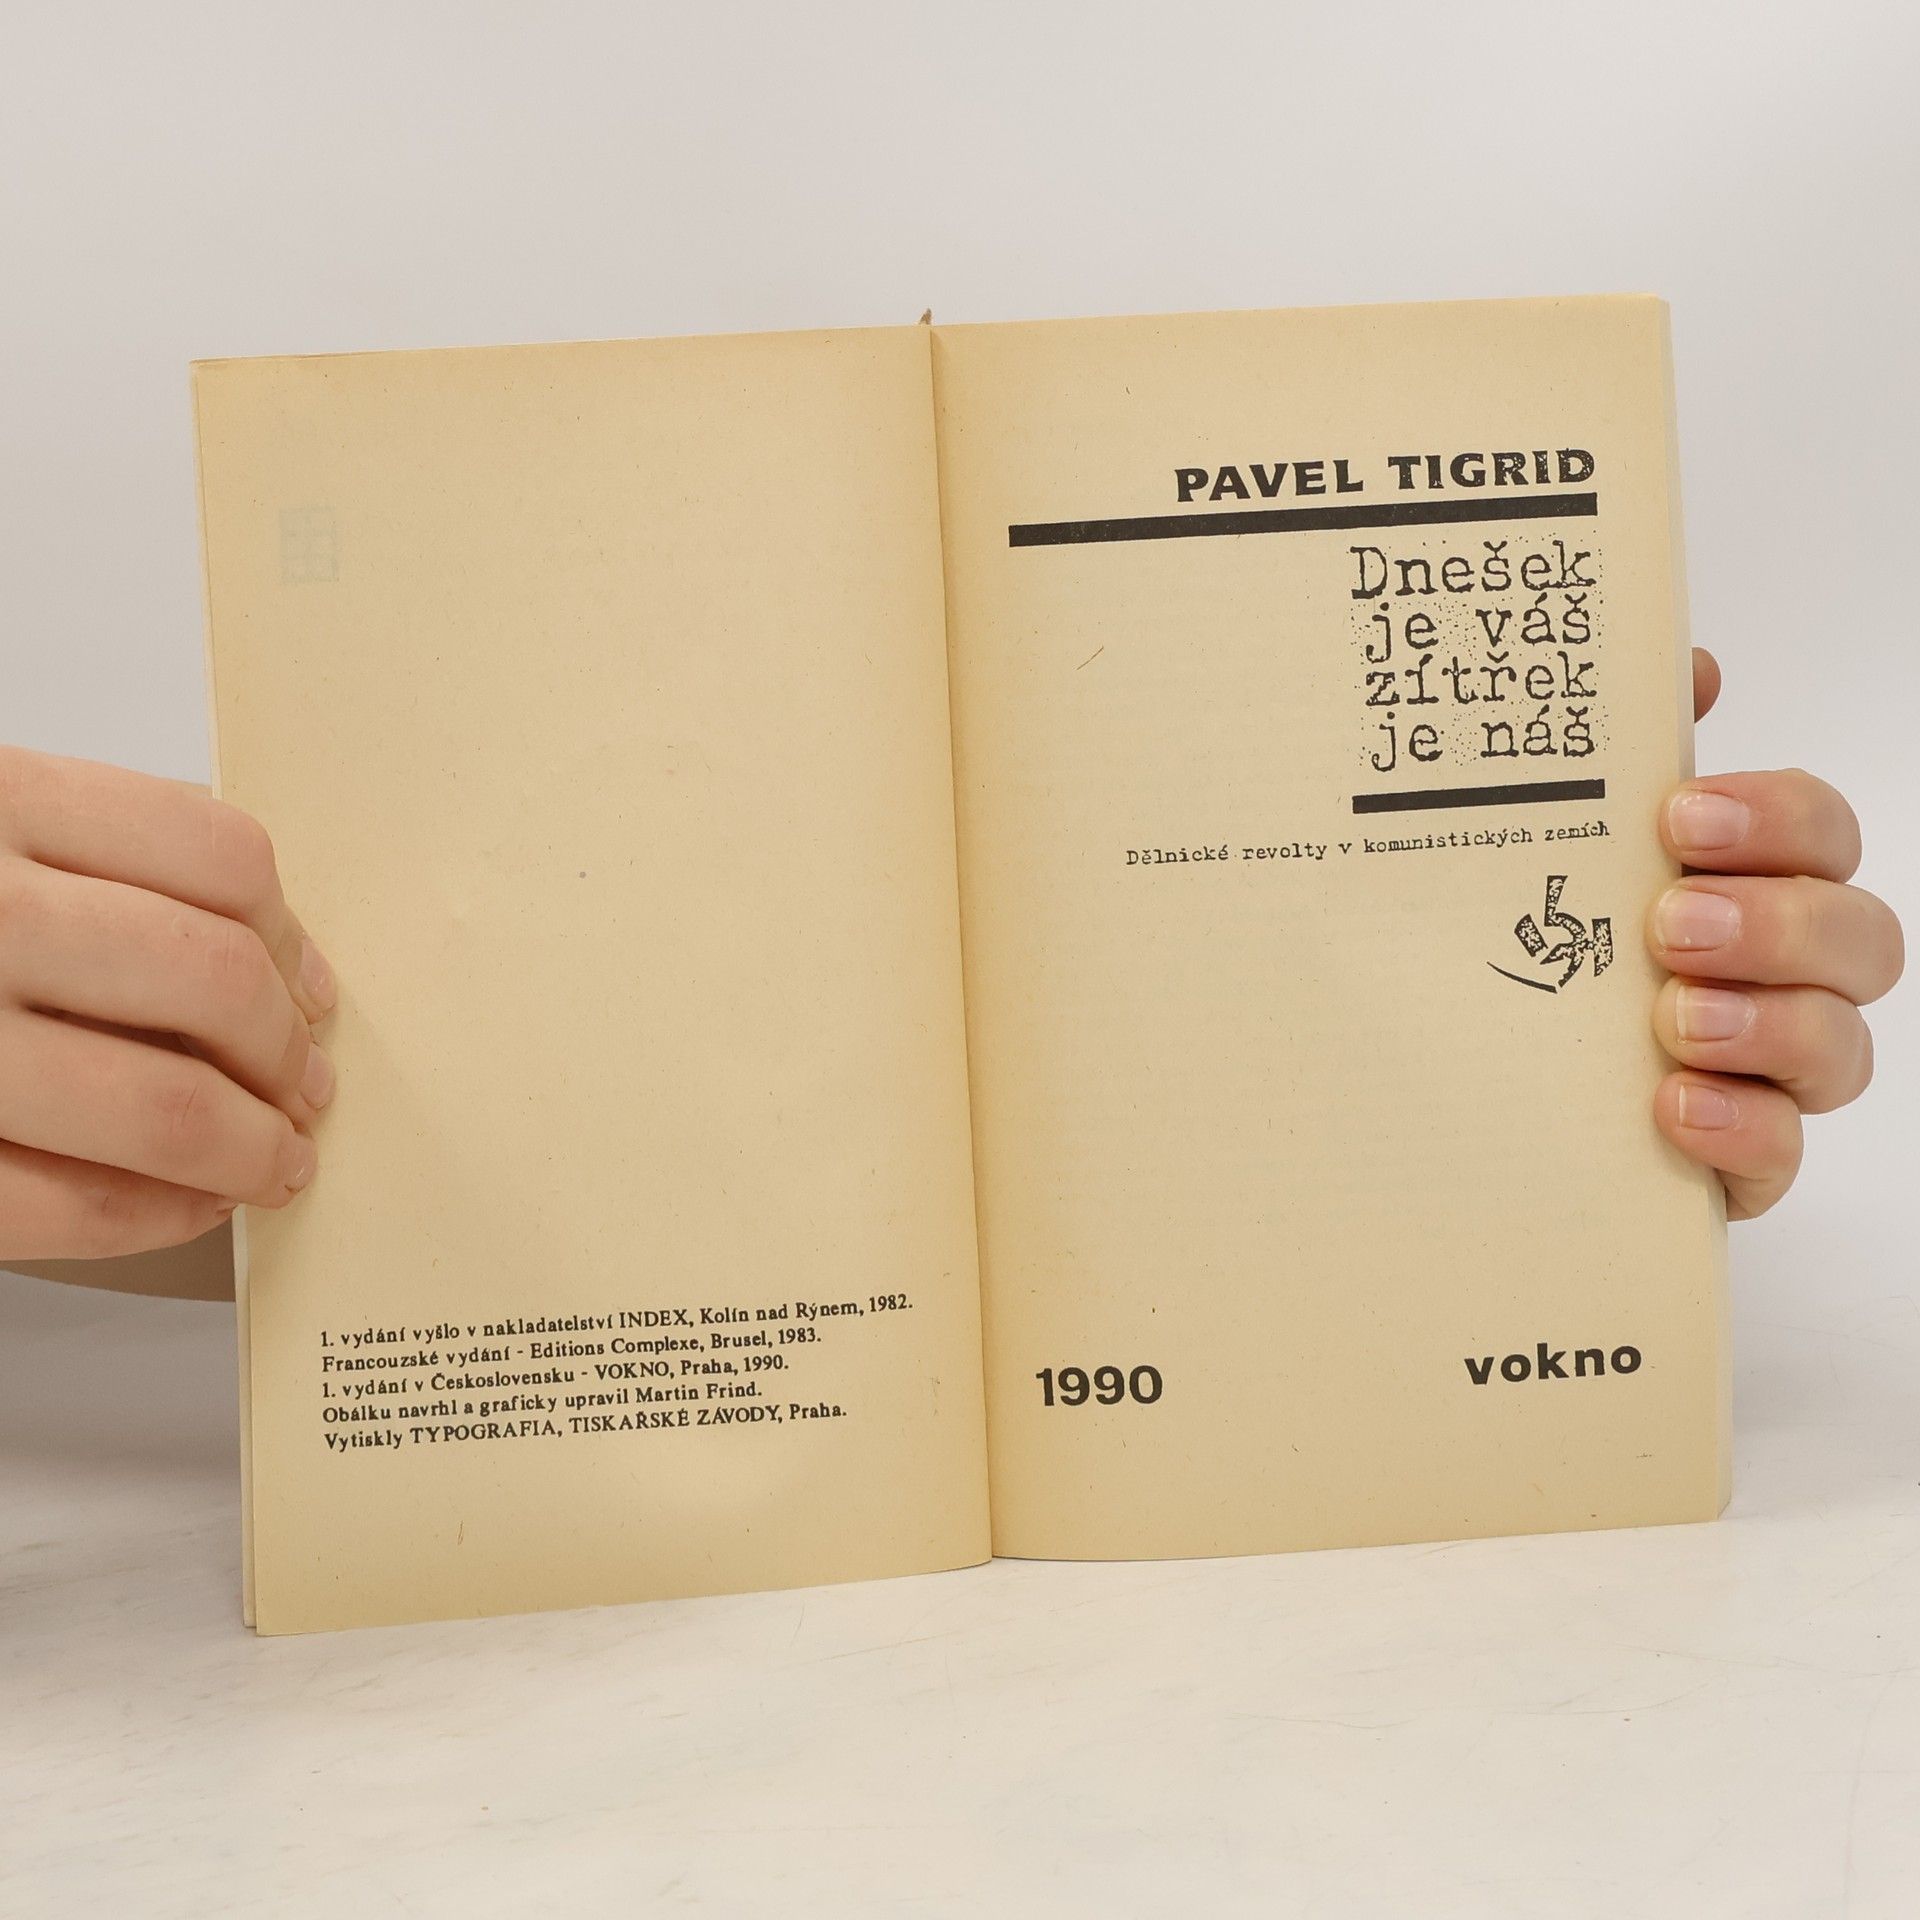 1. vydání vyšlo v nakladatelství INDEX, Kolín nad Rýnem, 1982.
Francouzské vydání - Editions Complexe, Brusel, 1983.
1. vydání v Československu - VOKNO, Praha, 1990.
Obálku navrhl a graficky upravil Martin Frind.
Vytiskly TYPOGRAFIA, TISKAŘSKÉ ZÁVODY, Praha.
PAVEL TIGRID
Dnešek
je váš
zítřek
je náš
Dělnické revolty v komunistických zemích
1990
vokno